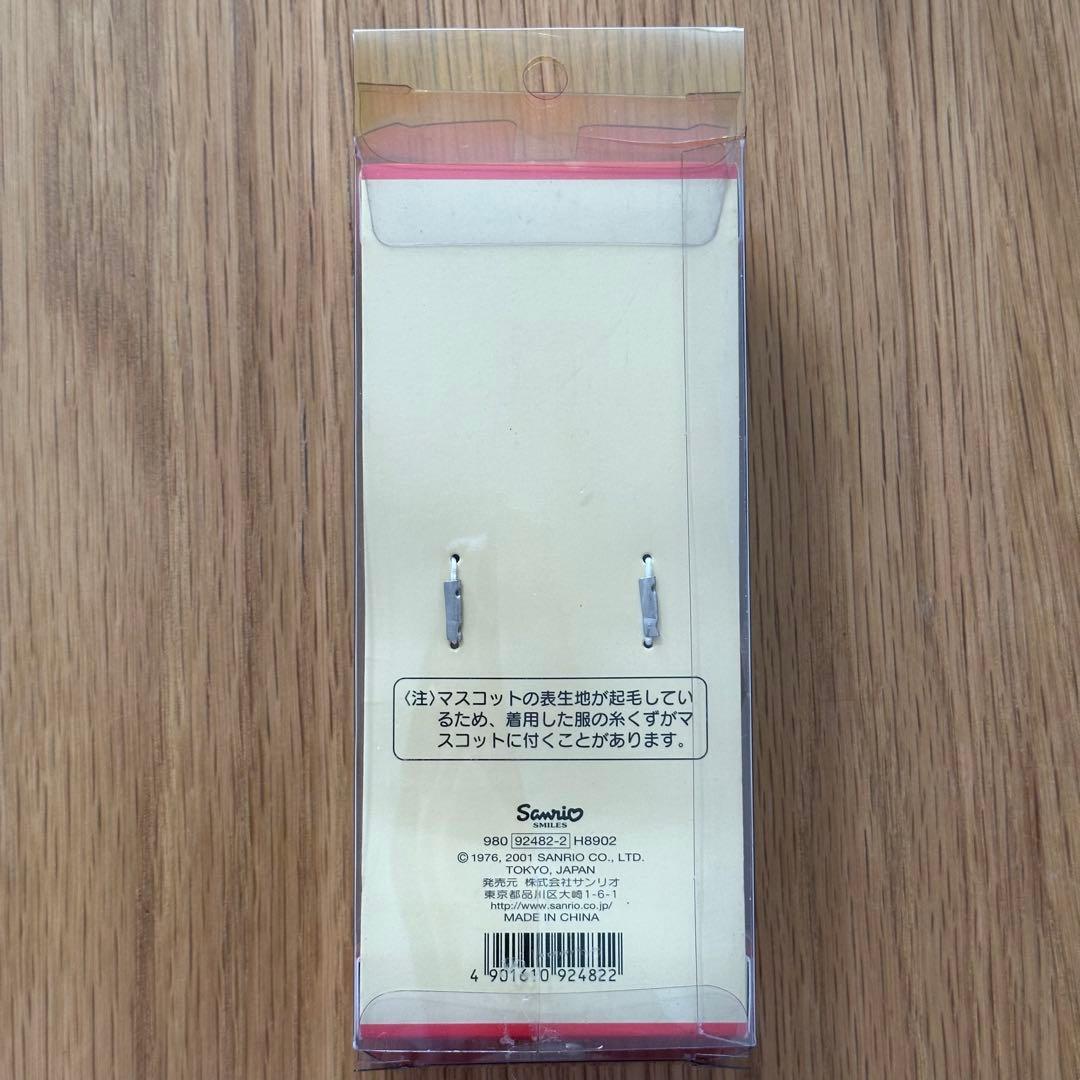 〈注〉マスコットの表生地が起毛してい
るため、着用した服の糸くずがマ
スコットに付くことがあります。
Sanrio
SMILES
980 92482-2 H8902
© 1976, 2001 SANRIO CO., LTD.
TOKYO, JAPAN
発売元 株式会社サンリオ
東京都品川区大崎1-6-1
http://www.sanrio.co.jp/
MADE IN CHINA
4 901610 924822